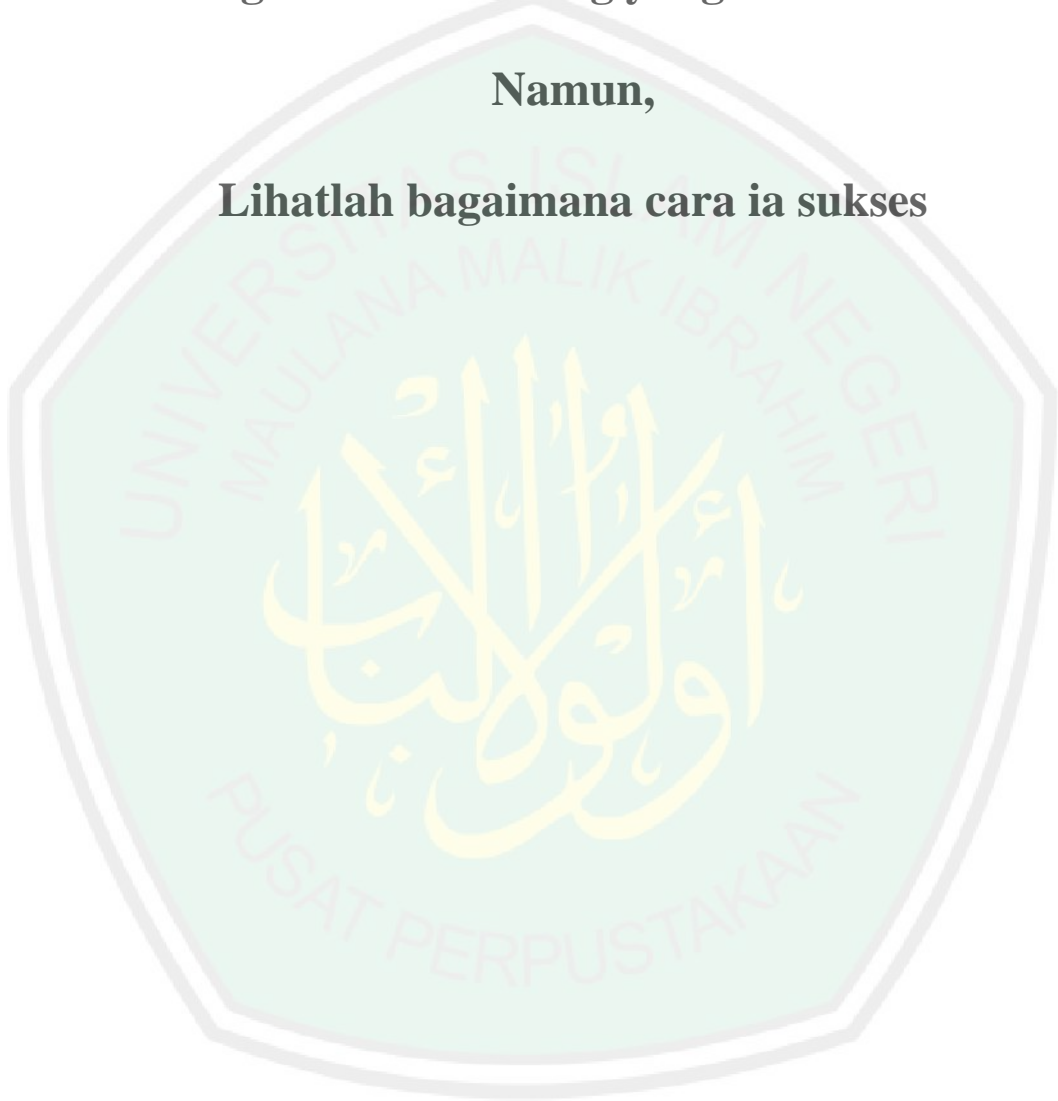 Namun,
Lihatlah bagaimana cara ia sukses
UNIVERSITAS ISLAM NEGERI
MAULANA MALIK IBRAHIM
أولو الألباب
PUSAT PERPUSTAKAAN